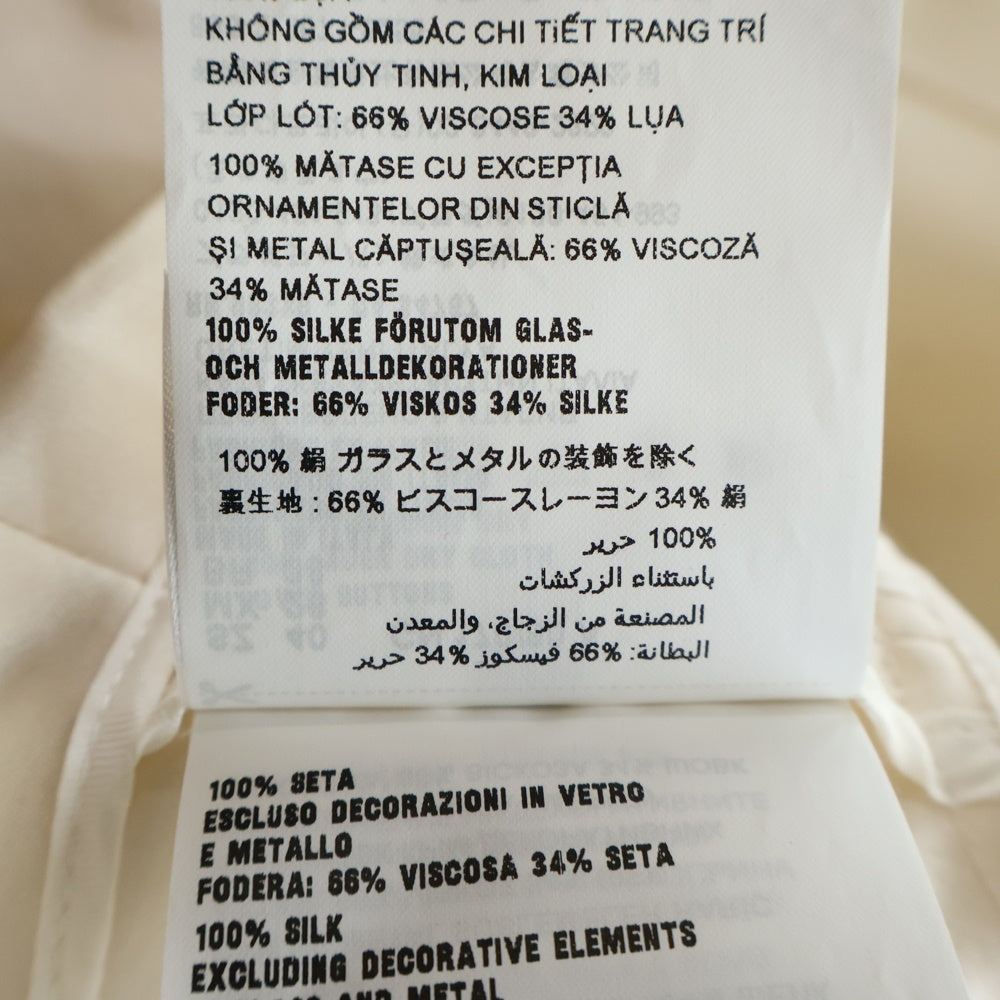 KHÔNG GỒM CÁC CHI TiẾT TRANG TRÍ
BẰNG THỦY TINH, KIM LOẠI
LỚP LÓT: 66% VISCOSE 34% LỤA
100% MĂTASE CU EXCEPŢIA
ORNAMENTELOR DIN STICLĂ
ŞI METAL CĂPTUŞEALĂ: 66% VISCOZĂ
34% MĂTASE
100% SILKE FÖRUTOM GLAS-
OCH METALLDEKORATIONER
FODER: 66% VISKOS 34% SILKE
100% 絹 ガラスとメタルの装飾を除く
裏生地 : 66% ビスコースレーヨン 34% 絹
100% حرير
باستثناء الزركشات
المصنعة من الزجاج، والمعدن
البطانة: 66% فيسكوز 34% حرير
100% SETA
ESCLUSO DECORAZIONI IN VETRO
E METALLO
FODERA: 66% VISCOSA 34% SETA
100% SILK
EXCLUDING DECORATIVE ELEMENTS
AND METAL